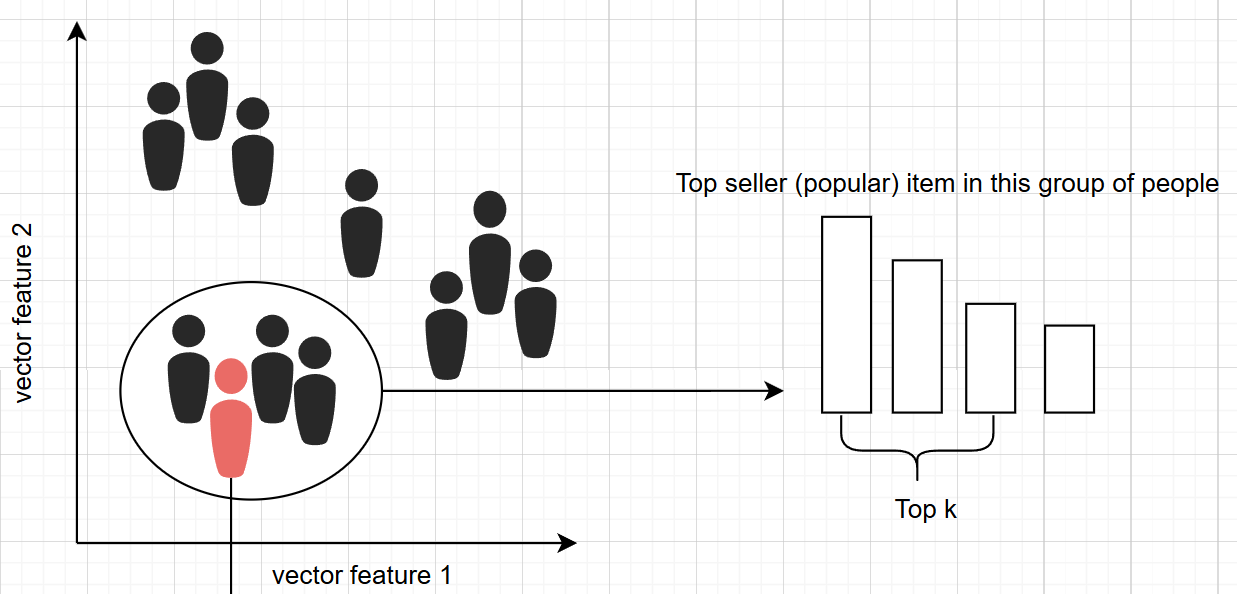 Top seller (popular) item in this group of people
vector feature 2
Top k
vector feature 1